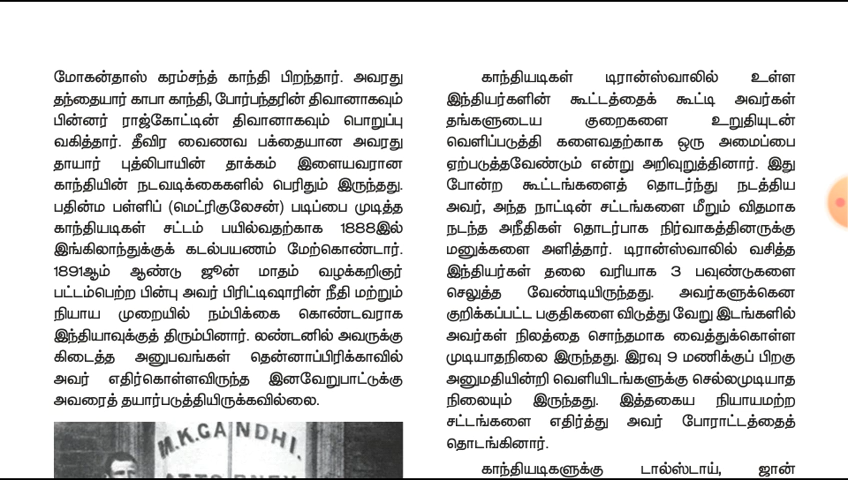 மோகன்தாஸ் கரம்சந்த் காந்தி பிறந்தார். அவரது
தந்தையார் காபா காந்தி, போர்பந்தரின் திவானாகவும்
பின்னர் ராஜ்கோட்டின் திவானாகவும் பொறுப்பு
வகித்தார். தீவிர வைணவ பக்தையான அவரது
தாயார் புத்லிபாயின் தாக்கம் இளையவரான
காந்தியின் நடவடிக்கைகளில் பெரிதும் இருந்தது.
பதின்ம பள்ளிப் (மெட்ரிகுலேசன்) படிப்பை முடித்த
காந்தியடிகள் சட்டம் பயில்வதற்காக 1888இல்
இங்கிலாந்துக்குக் கடல்பயணம் மேற்கொண்டார்.
1891ஆம் ஆண்டு ஜூன் மாதம் வழக்கறிஞர்
பட்டம்பெற்ற பின்பு அவர் பிரிட்டிஷாரின் நீதி மற்றும்
நியாய முறையில் நம்பிக்கை கொண்டவராக
இந்தியாவுக்குத் திரும்பினார். லண்டனில் அவருக்கு
கிடைத்த அனுபவங்கள் தென்னாப்பிரிக்காவில்
அவர் எதிர்கொள்ளவிருந்த இனவேறுபாட்டுக்கு
அவரைத் தயார்படுத்தியிருக்கவில்லை.
M.K.GANDHI.
ATTORNEY
காந்தியடிகள் டிரான்ஸ்வாலில் உள்ள
இந்தியர்களின் கூட்டத்தைக் கூட்டி அவர்கள்
தங்களுடைய குறைகளை உறுதியுடன்
வெளிப்படுத்தி களைவதற்காக ஒரு அமைப்பை
ஏற்படுத்தவேண்டும் என்று அறிவுறுத்தினார். இது
போன்ற கூட்டங்களைத் தொடர்ந்து நடத்திய
அவர், அந்த நாட்டின் சட்டங்களை மீறும் விதமாக
நடந்த அநீதிகள் தொடர்பாக நிர்வாகத்தினருக்கு
மனுக்களை அளித்தார். டிரான்ஸ்வாலில் வசித்த
இந்தியர்கள் தலை வரியாக 3 பவுண்டுகளை
செலுத்த வேண்டியிருந்தது. அவர்களுக்கென
குறிக்கப்பட்ட பகுதிகளை விடுத்து வேறு இடங்களில்
அவர்கள் நிலத்தை சொந்தமாக வைத்துக்கொள்ள
முடியாதநிலை இருந்தது. இரவு 9 மணிக்குப் பிறகு
அனுமதியின்றி வெளியிடங்களுக்கு செல்லமுடியாத
நிலையும் இருந்தது. இத்தகைய நியாயமற்ற
சட்டங்களை எதிர்த்து அவர் போராட்டத்தைத்
தொடங்கினார்.
காந்தியடிகளுக்கு டால்ஸ்டாய், ஜான்